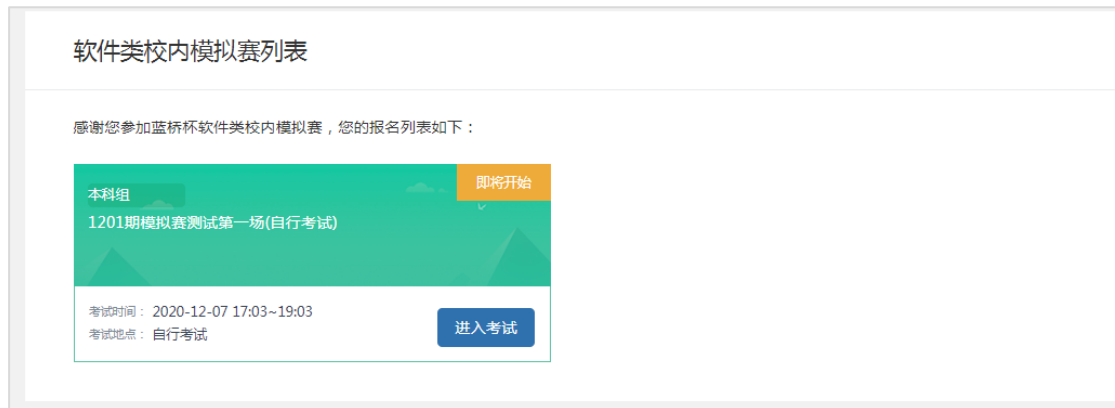 软件类校内模拟赛列表
感谢您参加蓝桥杯软件类校内模拟赛，您的报名列表如下：
即将开始
本科组
1201期模拟赛测试第一场(自行考试)
考试时间： 2020-12-07 17:03~19:03
考试地点： 自行考试
进入考试